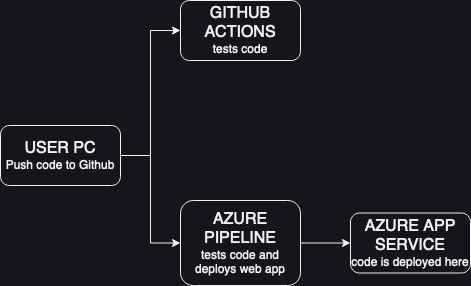 GITHUB
ACTIONS
tests code
USER PC
Push code to Github
AZURE
PIPELINE
tests code and
deploys web app
AZURE APP
SERVICE
code is deployed here